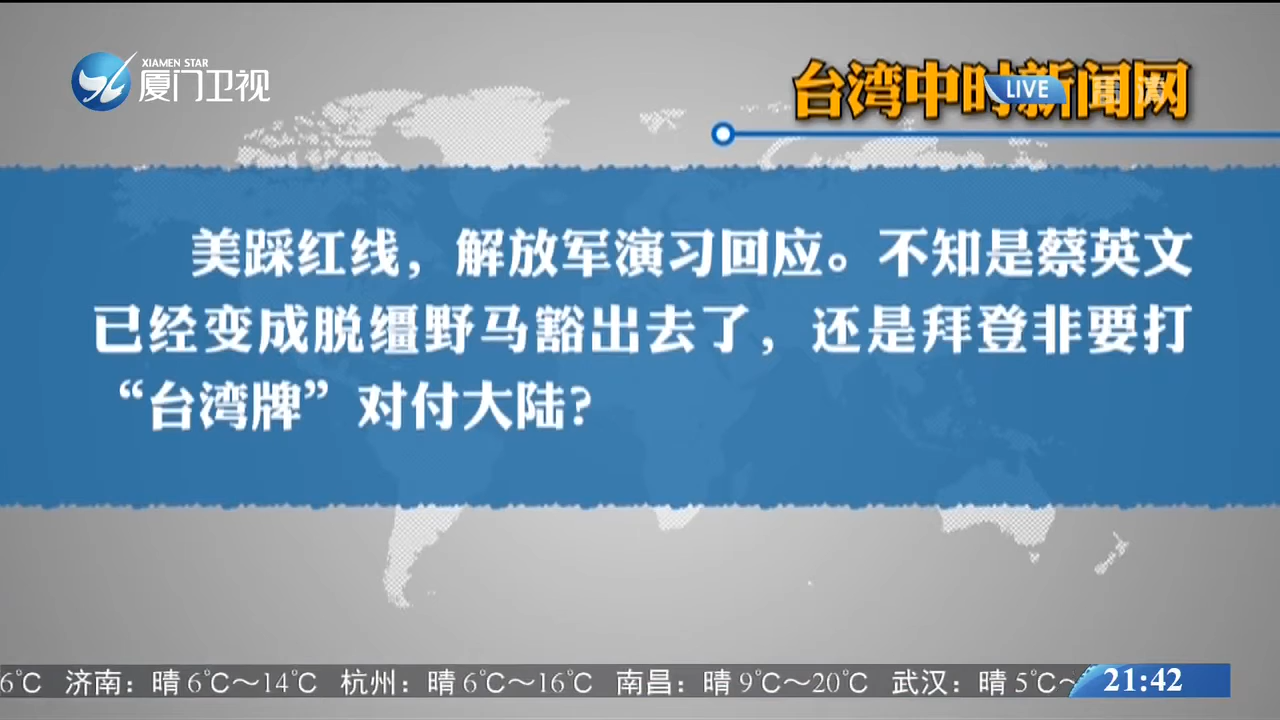 XIAMEN STAR
厦门卫视
台湾中时新闻网
LIVE
美踩红线，解放军演习回应。不知是蔡英文
已经变成脱缰野马豁出去了，还是拜登非要打
“台湾牌”对付大陆?
6℃ 济南：晴 6℃～14℃ 杭州：晴 6℃～16℃ 南昌：晴 9℃～20℃ 武汉：晴 5℃~
21:42